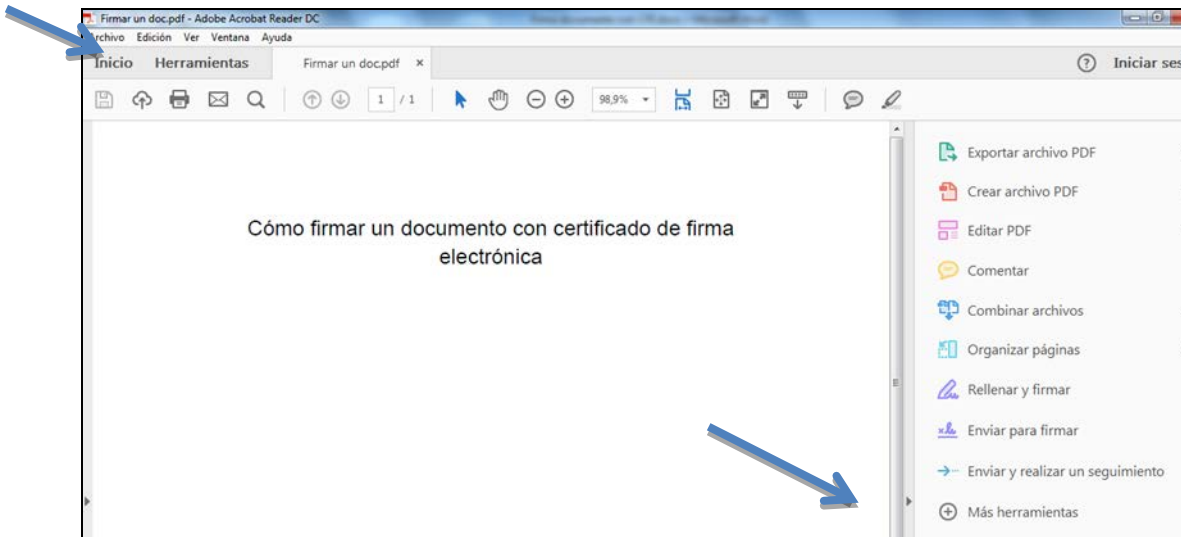 Firmar un doc.pdf - Adobe Acrobat Reader DC
Archivo Edición Ver Ventana Ayuda
Inicio Herramientas Firmar un doc.pdf × ? Iniciar ses
1 / 1 98,9%
Exportar archivo PDF
Crear archivo PDF
Cómo firmar un documento con certificado de firma
electrónica
Editar PDF
Comentar
Combinar archivos
Organizar páginas
Rellenar y firmar
Enviar para firmar
Enviar y realizar un seguimiento
Más herramientas